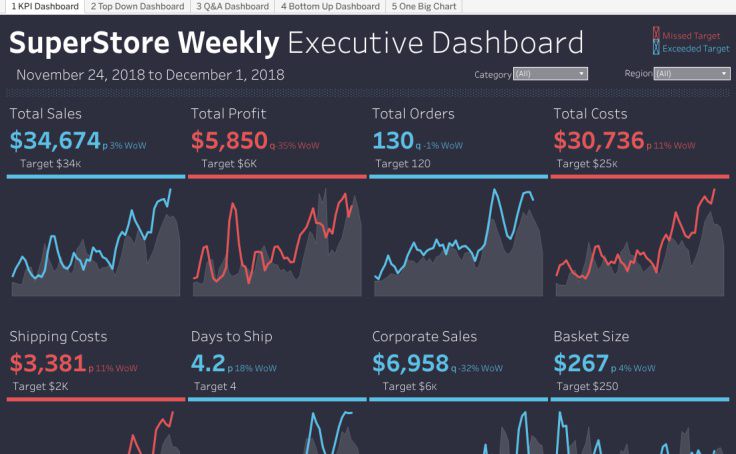 1 KPI Dashboard 2 Top Down Dashboard 3 Q&A Dashboard 4 Bottom Up Dashboard 5 One Big Chart
SuperStore Weekly Executive Dashboard
Missed Target
Exceeded Target
November 24, 2018 to December 1, 2018
Category (All)
Region (All)
Total Sales
$34,674 p 3% WoW
Target $34K
Total Profit
$5,850 q -35% WoW
Target $6K
Total Orders
130 q -1% WoW
Target 120
Total Costs
$30,736 p 11% WoW
Target $25K
Shipping Costs
$3,381 p 11% WoW
Target $2K
Days to Ship
4.2 p 18% WoW
Target 4
Corporate Sales
$6,958 q -32% WoW
Target $6K
Basket Size
$267 p 4% WoW
Target $250